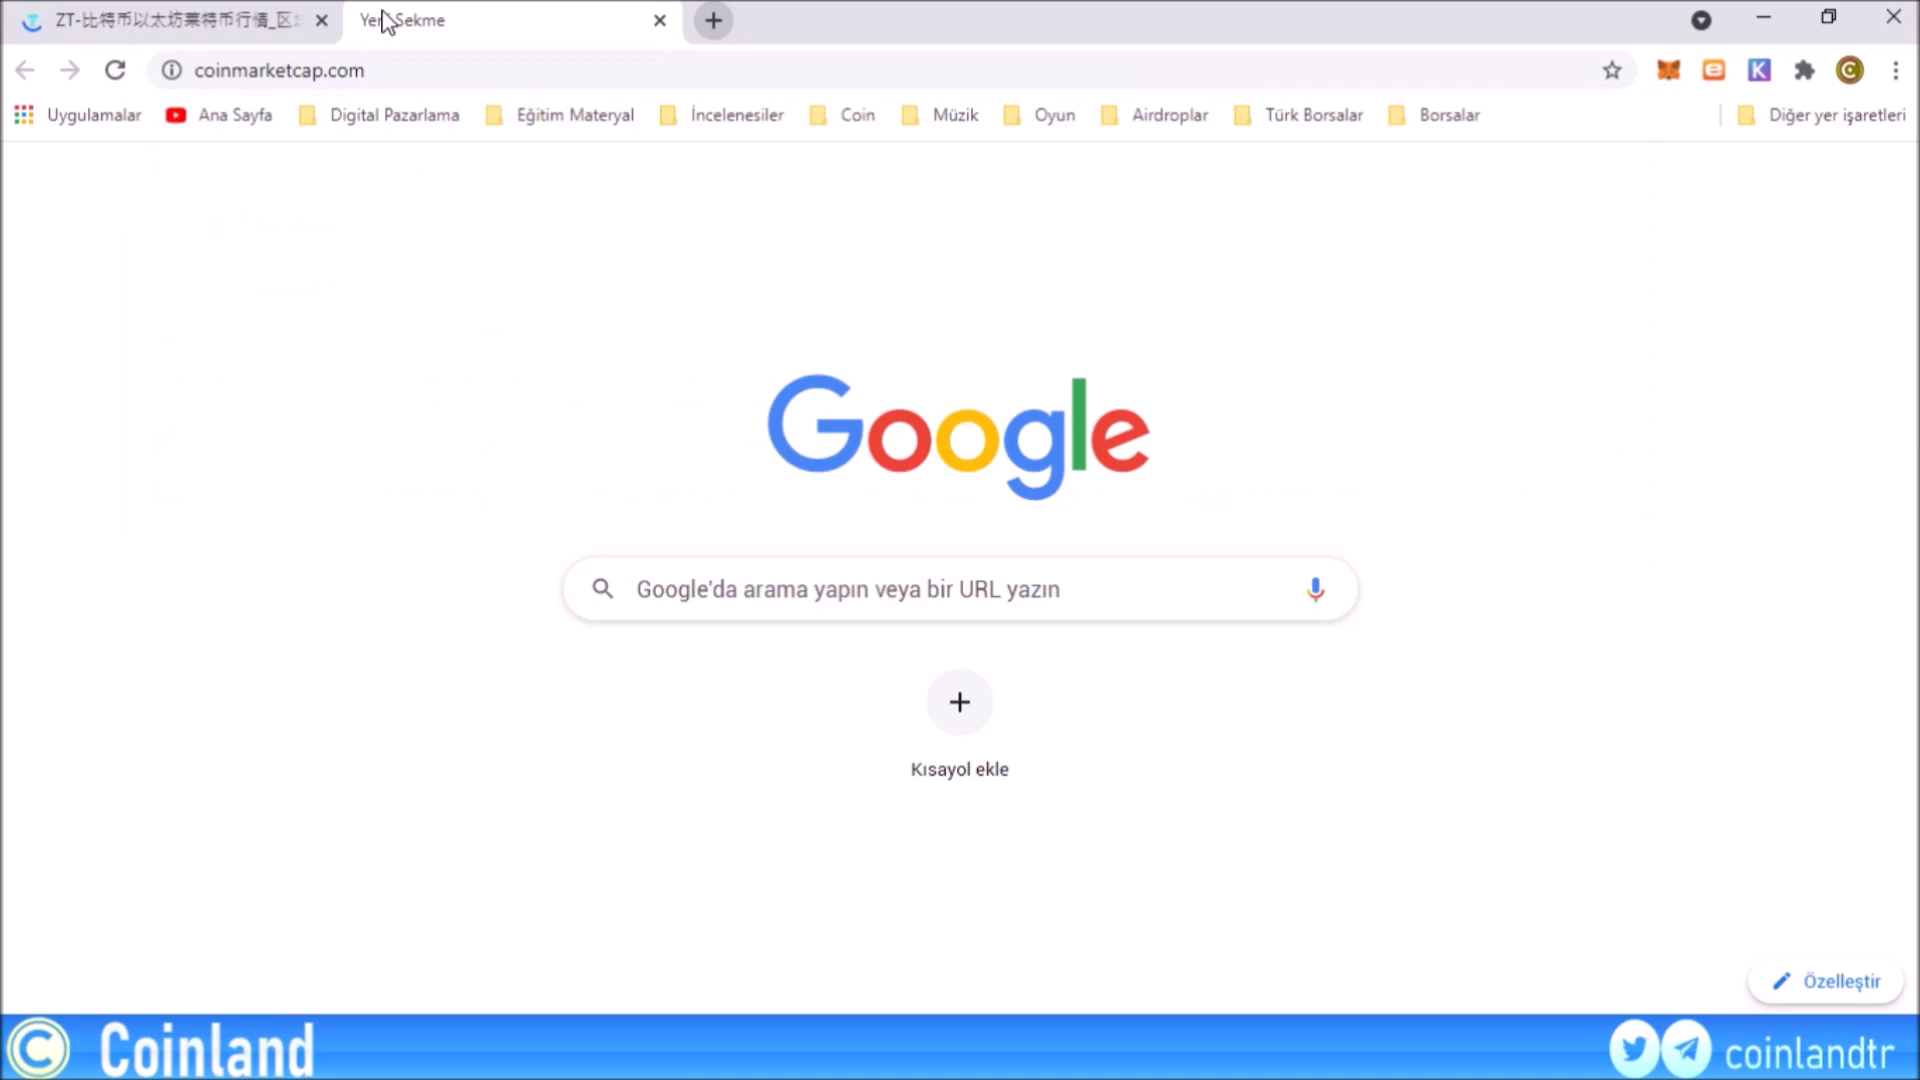 ZT-比特币以太坊莱特币行情_区
Sekme
coinmarketcap.com
Uygulamalar Ana Sayfa Digital Pazarlama Eğitim Materyal İncelenesiler Coin Müzik Oyun Airdroplar Türk Borsalar Borsalar Diğer yer işaretleri
Google
Google'da arama yapın veya bir URL yazın
Kısayol ekle
Özelleştir
Coinland
coinlandtr